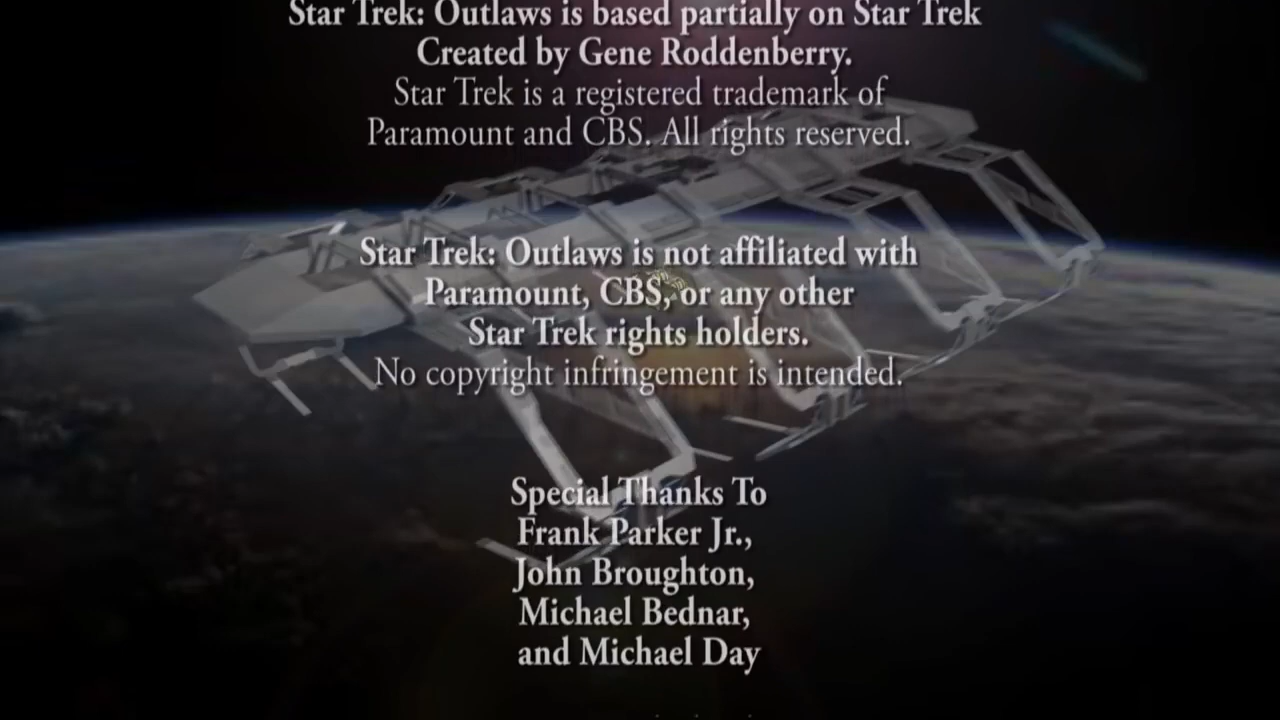 Star Trek: Outlaws is based partially on Star Trek
Created by Gene Roddenberry.
Star Trek is a registered trademark of
Paramount and CBS. All rights reserved.
Star Trek: Outlaws is not affiliated with
Paramount, CBS, or any other
Star Trek rights holders.
No copyright infringement is intended.
Special Thanks To
Frank Parker Jr.,
John Broughton,
Michael Bednar,
and Michael Day